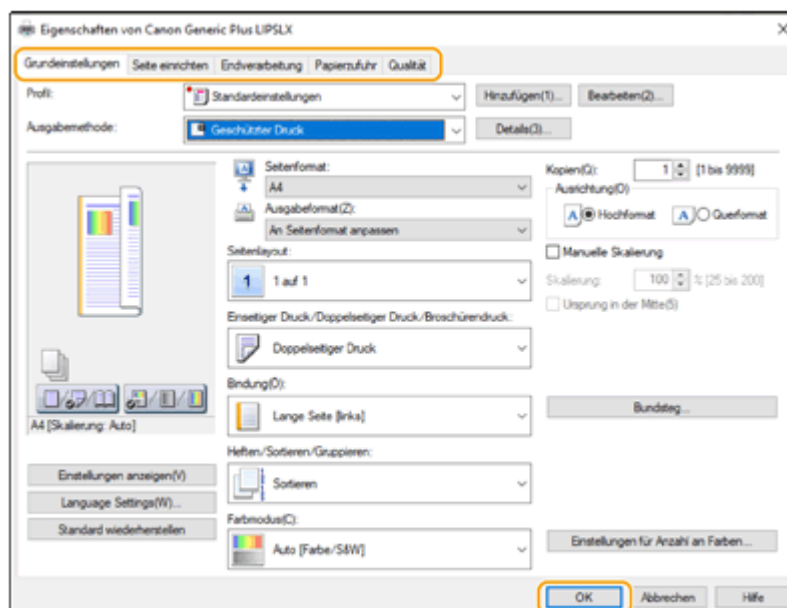 Eigenschaften von Canon Generic Plus LIPSLX
Grundeinstellungen Seite einrichten Endverarbeitung Papierzufuhr Qualität
Profil: Standardeinstellungen Hinzufügen(1)... Bearbeiten(2)...
Ausgabemethode: Geschützter Druck Details(3)...
Seitenformat:
A4
Ausgabeformat(Z):
An Seitenformat anpassen
Seitenlayout:
1 1 auf 1
Einseitiger Druck/Doppelseitiger Druck/Broschürendruck:
Doppelseitiger Druck
Bindung(O):
Lange Seite [links]
Heften/Sortieren/Gruppieren:
Sortieren
Farbmodus(C):
Auto [Farbe/S&W]
Kopien(Q): 1 [1 bis 9999]
Ausrichtung(O)
A Hochformat A Querformat
Manuelle Skalierung
Skalierung: 100 % [25 bis 200]
Ursprung in der Mitte(5)
Bundsteg...
Einstellungen für Anzahl an Farben...
A4 [Skalierung: Auto]
Einstellungen anzeigen(V)
Language Settings(W)...
Standard wiederherstellen
OK Abbrechen Hilfe